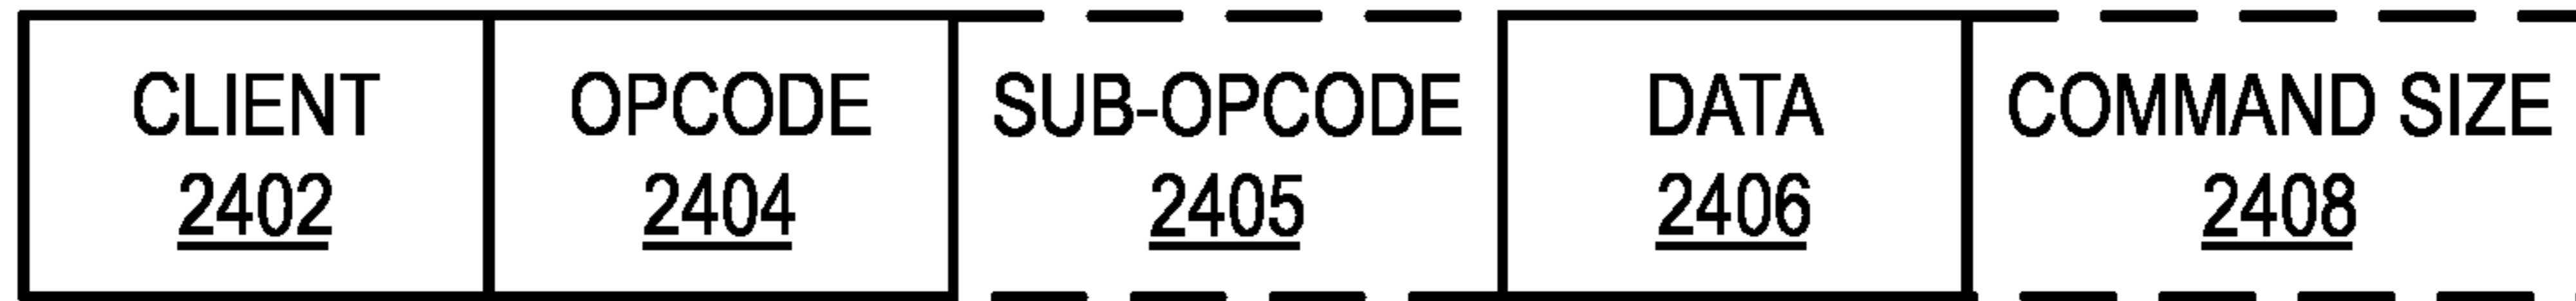 CLIENT OPCODE SUB-OPCODE DATA COMMAND SIZE
2402 2404 2405 2406 2408